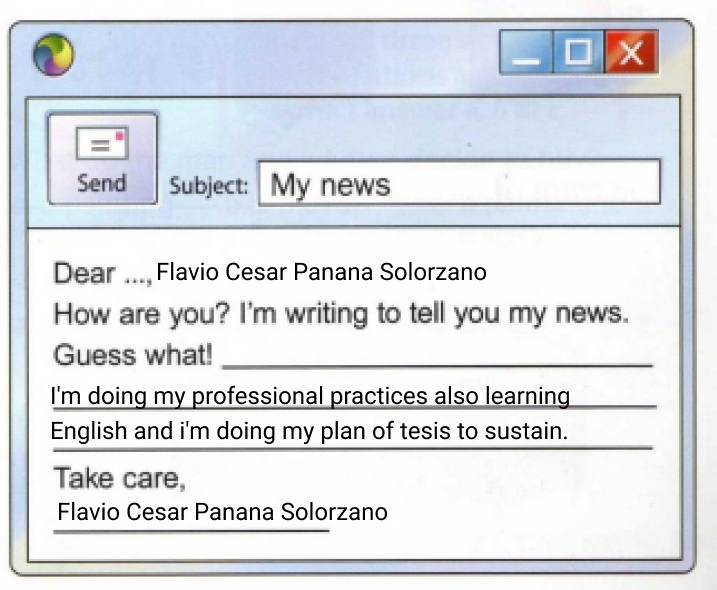 Send
Subject: My news
Dear ..., Flavio Cesar Panana Solorzano
How are you? I'm writing to tell you my news.
Guess what!
I'm doing my professional practices also learning
English and i'm doing my plan of tesis to sustain.
Take care,
Flavio Cesar Panana Solorzano